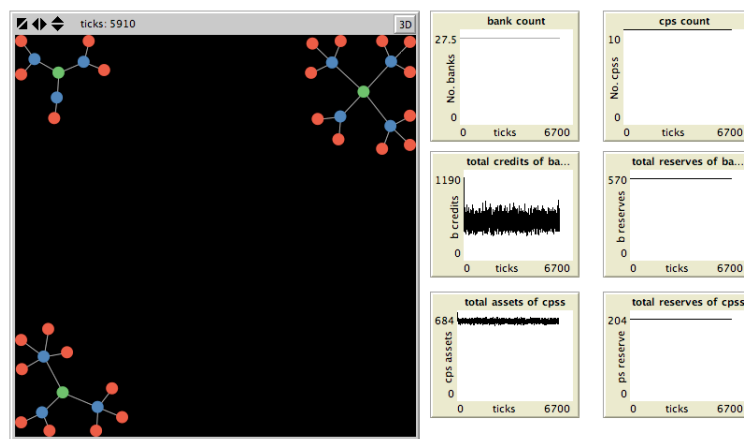 ticks: 5910
3D
bank count
27.5
No. banks
0
0 ticks 6700
cps count
10
No. cpss
0
0 ticks 6700
total credits of ba...
1190
b credits
0
0 ticks 6700
total reserves of ba...
570
b reserves
0
0 ticks 6700
total assets of cpss
684
cps assets
0
0 ticks 6700
total reserves of cpss
204
ps reserve
0
0 ticks 6700